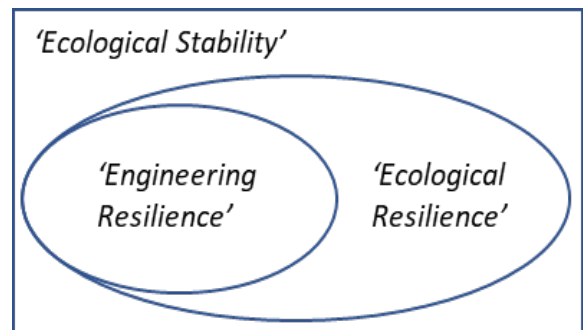 ‘Ecological Stability’
‘Engineering
Resilience’
‘Ecological
Resilience’